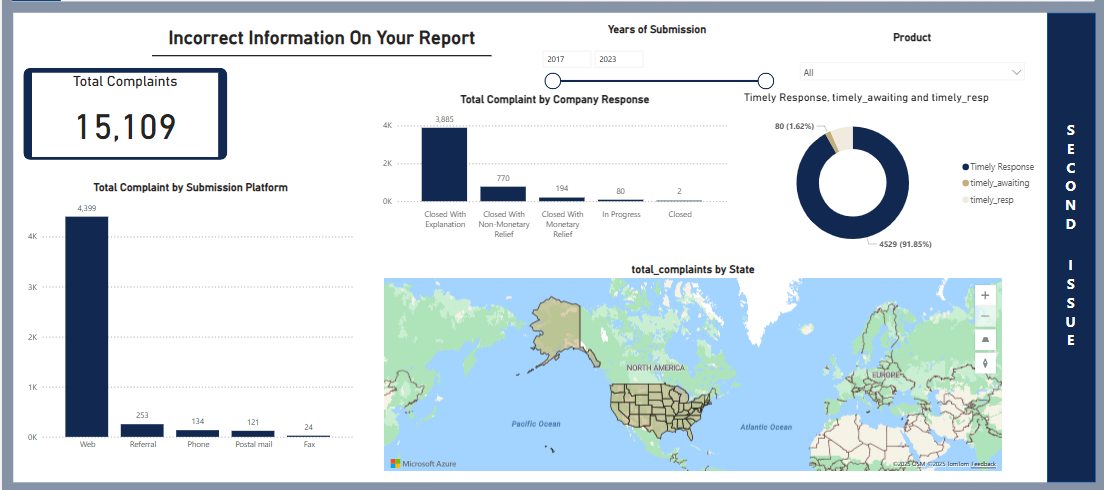 Incorrect Information On Your Report
Years of Submission
2017
2023
Product
All
Total Complaints
15,109
Total Complaint by Company Response
4K
2K
0K
3,885
770
194
80
2
Closed With
Explanation
Closed With
Non-Monetary
Relief
Closed With
Monetary
Relief
In Progress
Closed
Timely Response, timely_awaiting and timely_resp
80 (1.62%)
4529 (91.85%)
Timely Response
timely_awaiting
timely_resp
Total Complaint by Submission Platform
4K
3K
2K
1K
0K
4,399
253
134
121
24
Web
Referral
Phone
Postal mail
Fax
total_complaints by State
NORTH AMERICA
EUROPE
Pacific Ocean
Atlantic Ocean
Microsoft Azure
©2025 OSM ©2025 TomTom Feedback
SECOND
ISSUE